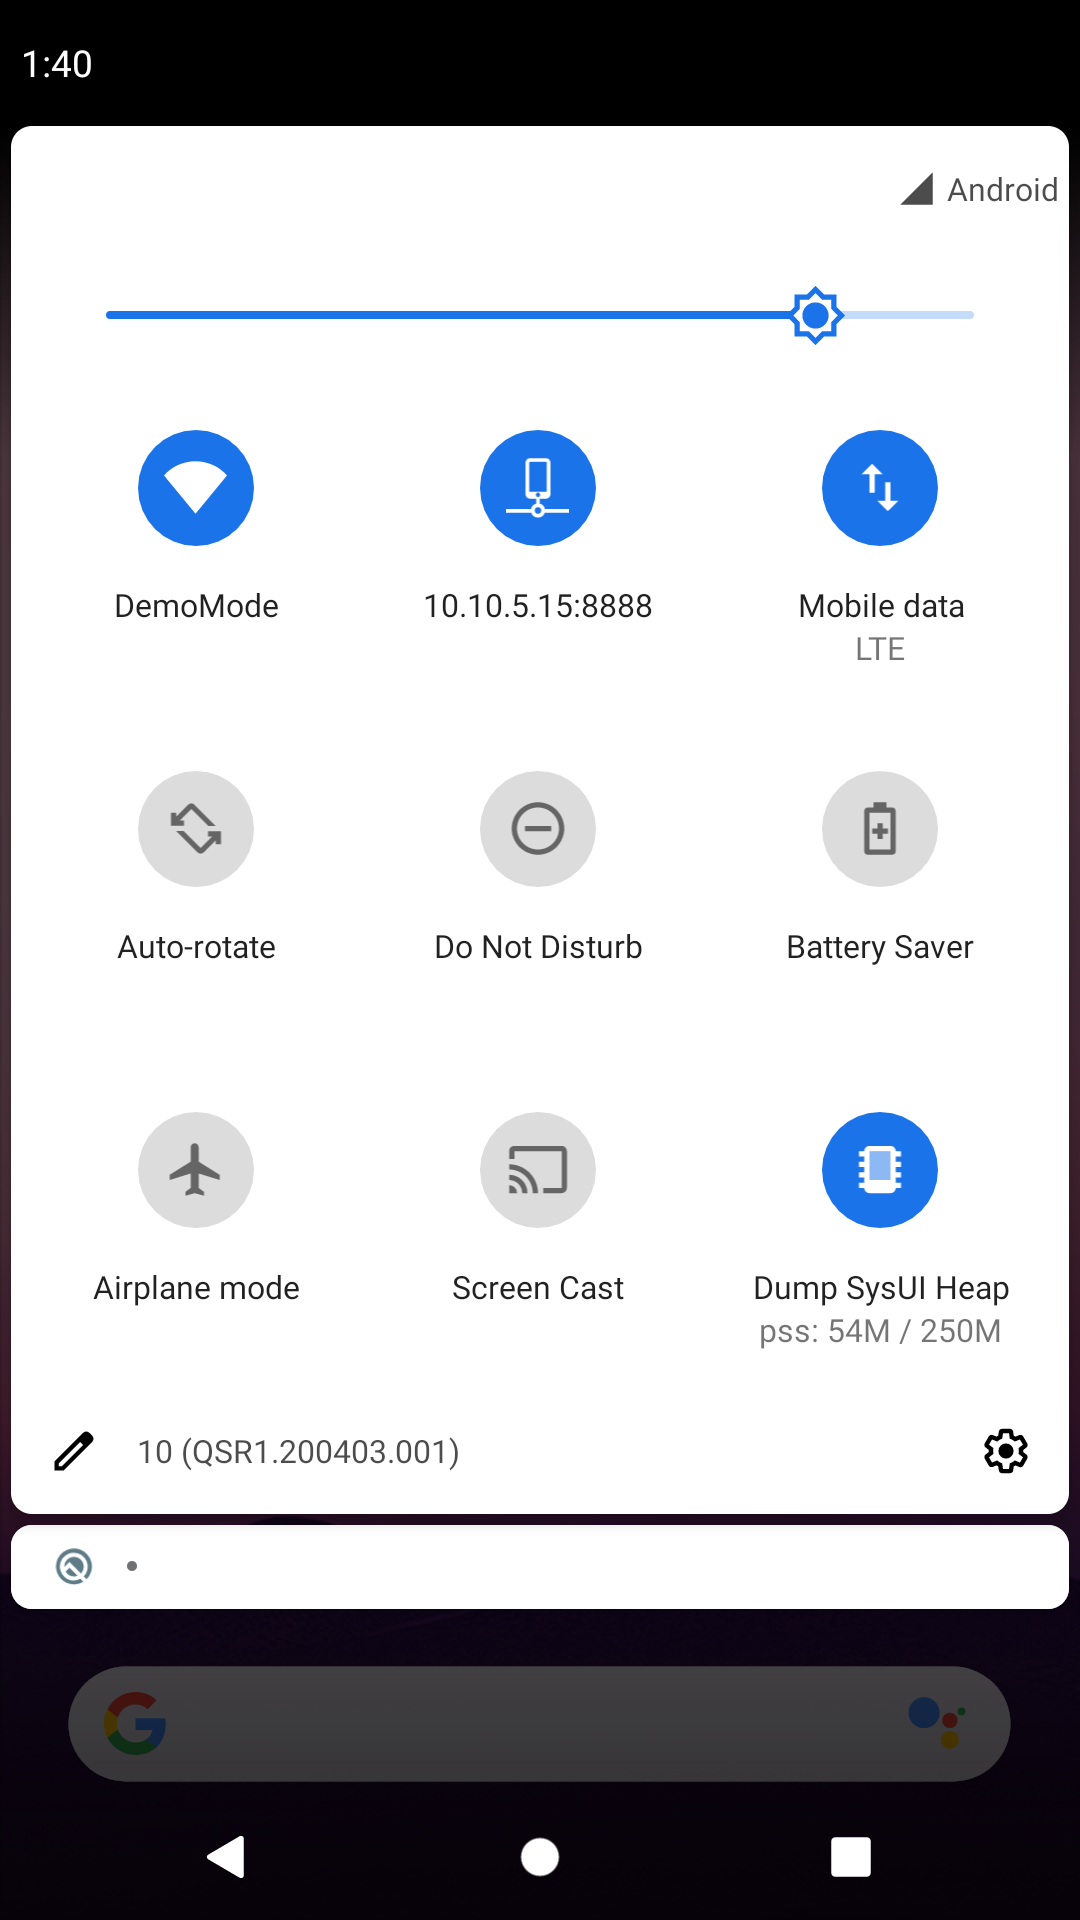 1:40
Android
DemoMode
10.10.5.15:8888
Mobile data
LTE
Auto-rotate
Do Not Disturb
Battery Saver
Airplane mode
Screen Cast
Dump SysUI Heap
pss: 54M / 250M
10 (QSR1.200403.001)